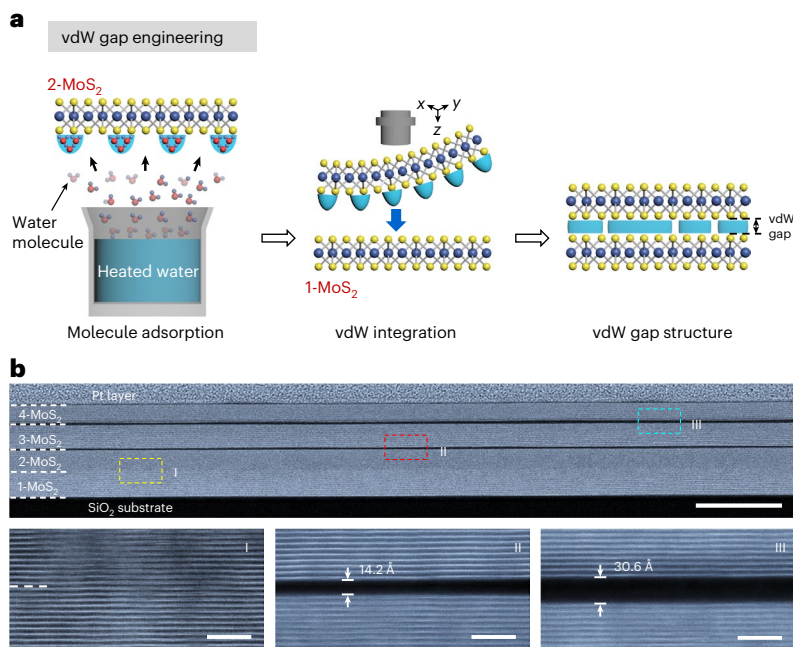 a
vdW gap engineering
2-MoS₂
x
y
z
Water
molecule
Heated water
1-MoS₂
vdW
gap
Molecule adsorption
vdW integration
vdW gap structure
b
Pt layer
4-MoS₂
3-MoS₂
2-MoS₂
1-MoS₂
SiO₂ substrate
I
II
III
I
II
14.2 Å
III
30.6 Å